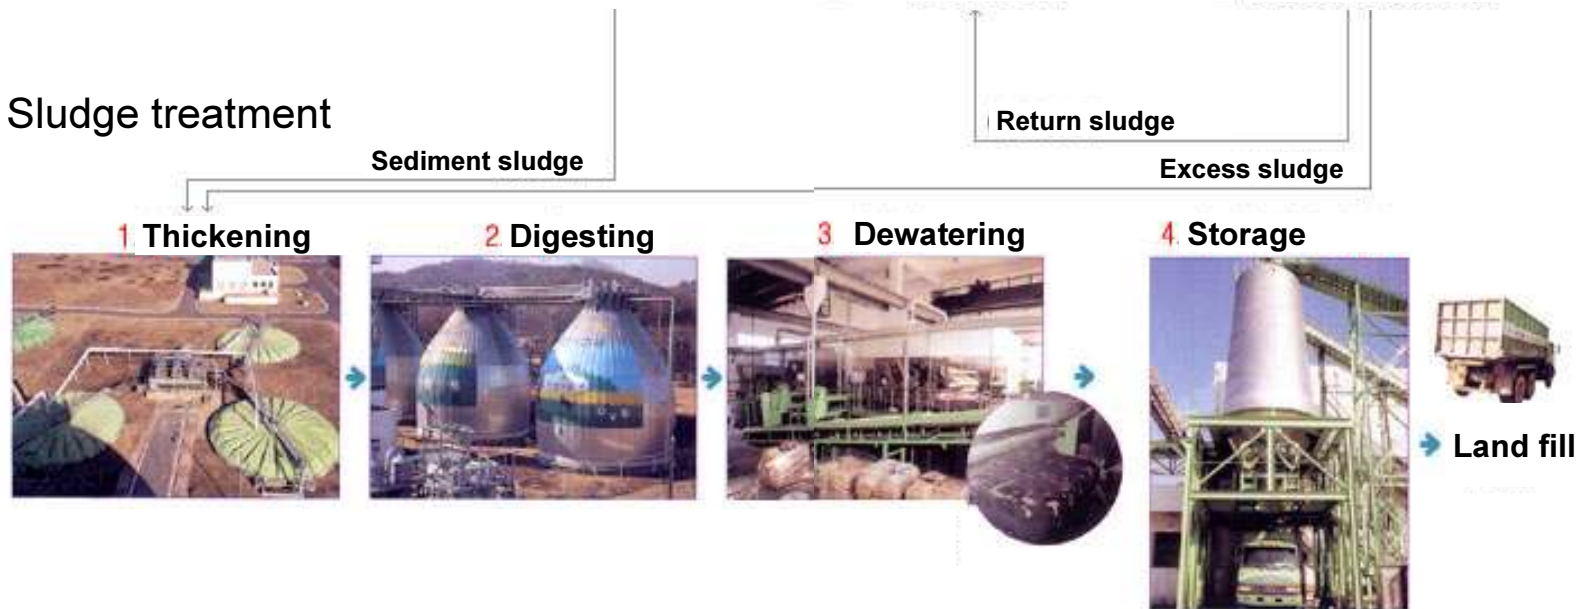 Return sludge
Sludge treatment
Sediment sludge
Excess sludge
1. Thickening
2. Digesting
3 Dewatering
4. Storage
Land fill